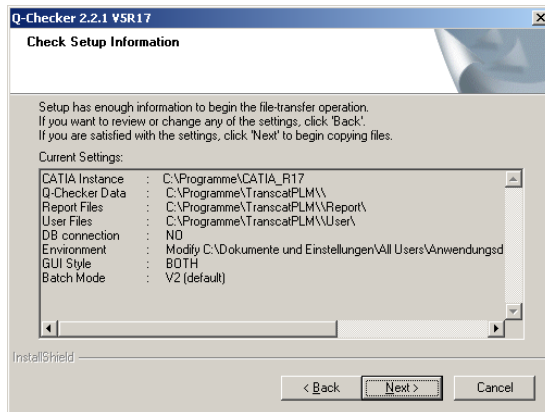 Q-Checker 2.2.1 V5R17
Check Setup Information
Setup has enough information to begin the file-transfer operation.
If you want to review or change any of the settings, click 'Back'.
If you are satisfied with the settings, click 'Next' to begin copying files.
Current Settings:
CATIA Instance : C:\Programme\CATIA_R17
Q-Checker Data : C:\Programme\TranscatPLM\\
Report Files : C:\Programme\TranscatPLM\\Report\
User Files : C:\Programme\TranscatPLM\\User\
DB connection : NO
Environment : Modify C:\Dokumente und Einstellungen\All Users\Anwendungsd
GUI Style : BOTH
Batch Mode : V2 (default)
InstallShield
< Back Next > Cancel